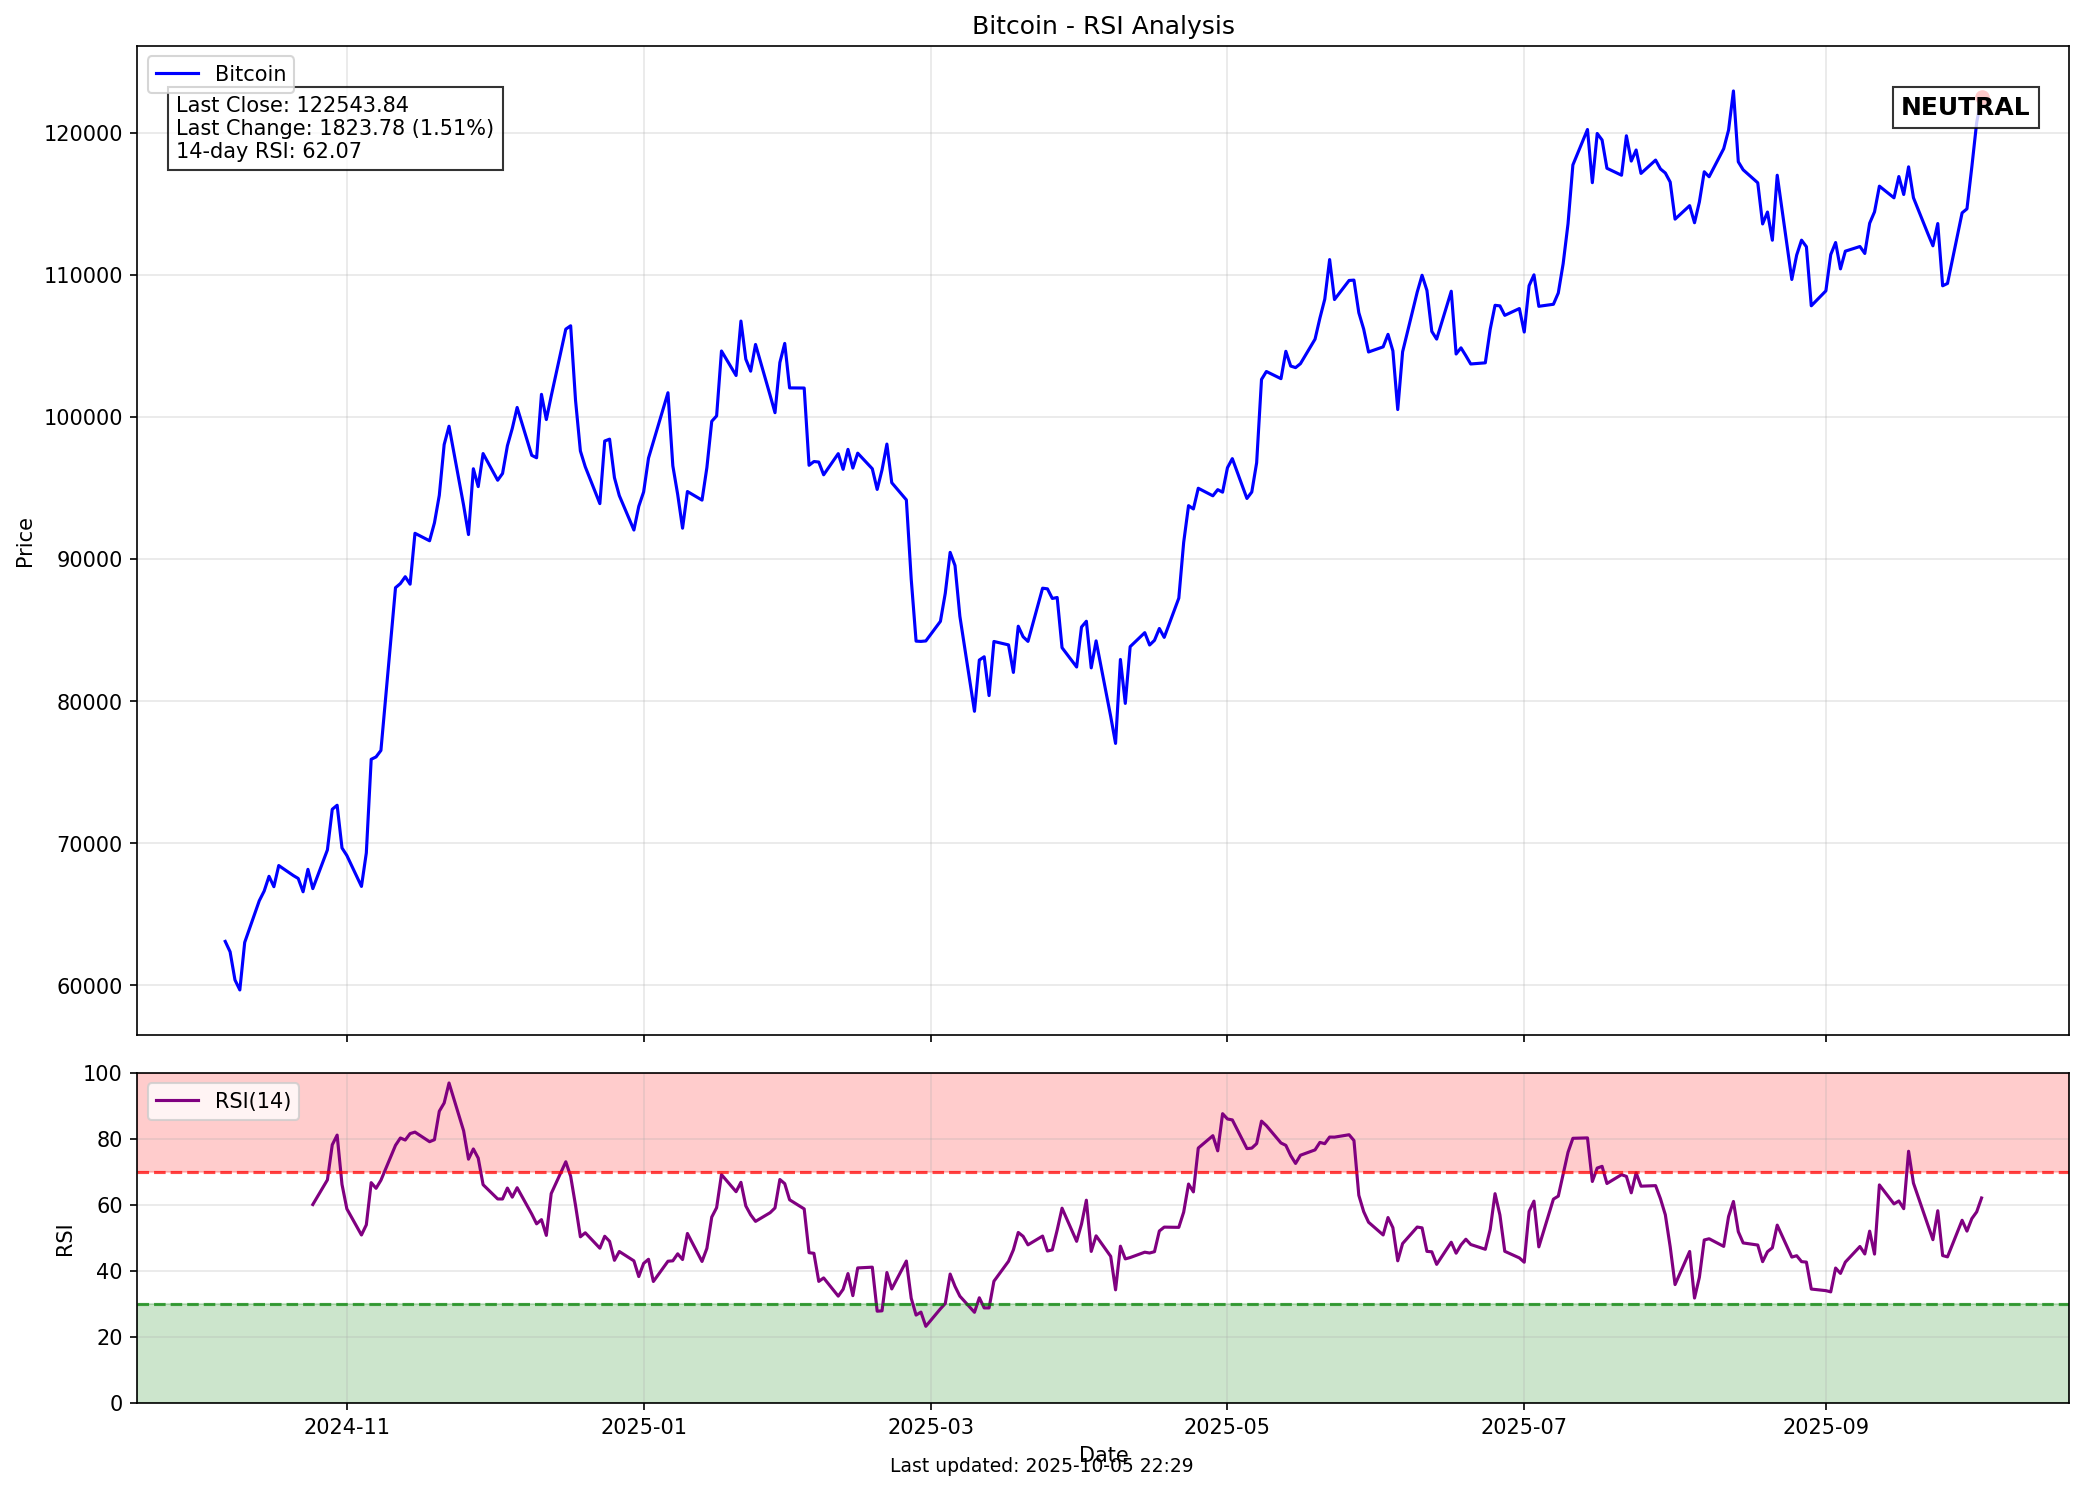 Bitcoin - RSI Analysis
Bitcoin
Last Close: 122543.84
Last Change: 1823.78 (1.51%)
14-day RSI: 62.07
NEUTRAL
120000
110000
100000
90000
80000
70000
60000
Price
RSI(14)
100
80
60
40
20
0
RSI
2024-11
2025-01
2025-03
2025-05
2025-07
2025-09
Date
Last updated: 2025-10-05 22:29